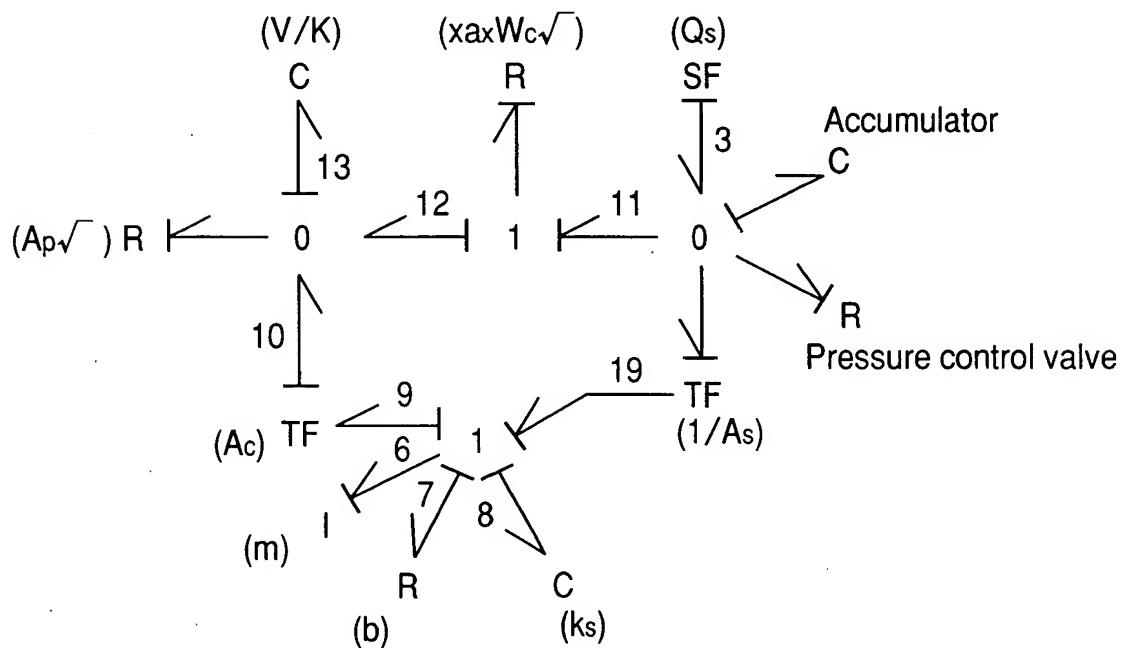 (V/K)
(xaxWc√)
(Qs)
C
R
SF
Accumulator
C
3
13
12
11
(Ap√ ) R
0
1
0
10
R
Pressure control valve
19
9
TF
(Ac) TF
1
(1/As)
6
7
8
(m) I
R
C
(b)
(ks)